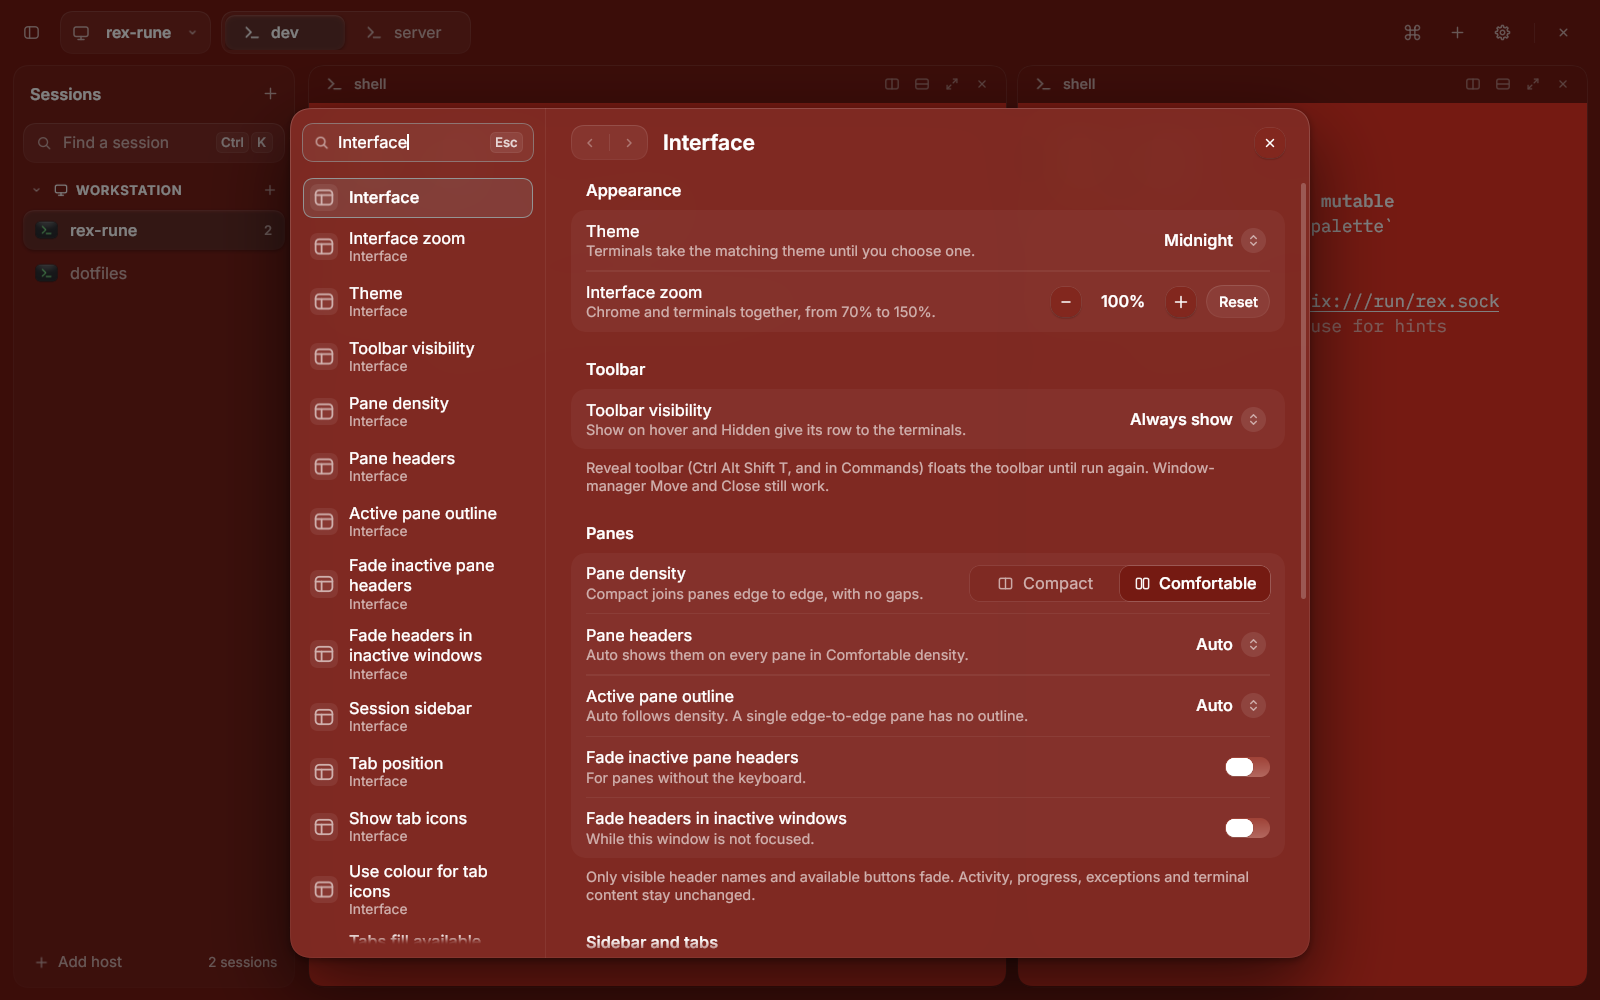 rex-rune
dev
server
Sessions
Find a session
Ctrl K
WORKSTATION
rex-rune 2
dotfiles
Add host
2 sessions
shell
shell
mutable
palette`
ix:///run/rex.sock
use for hints
Interface
Esc
Interface
Interface zoom
Interface
Theme
Interface
Toolbar visibility
Interface
Pane density
Interface
Pane headers
Interface
Active pane outline
Interface
Fade inactive pane
headers
Interface
Fade headers in
inactive windows
Interface
Session sidebar
Interface
Tab position
Interface
Show tab icons
Interface
Use colour for tab
icons
Interface
Tabs fill available
Interface
Appearance
Theme
Terminals take the matching theme until you choose one.
Midnight
Interface zoom
Chrome and terminals together, from 70% to 150%.
100%
Reset
Toolbar
Toolbar visibility
Show on hover and Hidden give its row to the terminals.
Always show
Reveal toolbar (Ctrl Alt Shift T, and in Commands) floats the toolbar until run again. Window-
manager Move and Close still work.
Panes
Pane density
Compact joins panes edge to edge, with no gaps.
Compact
Comfortable
Pane headers
Auto shows them on every pane in Comfortable density.
Auto
Active pane outline
Auto follows density. A single edge-to-edge pane has no outline.
Auto
Fade inactive pane headers
For panes without the keyboard.
Fade headers in inactive windows
While this window is not focused.
Only visible header names and available buttons fade. Activity, progress, exceptions and terminal
content stay unchanged.
Sidebar and tabs